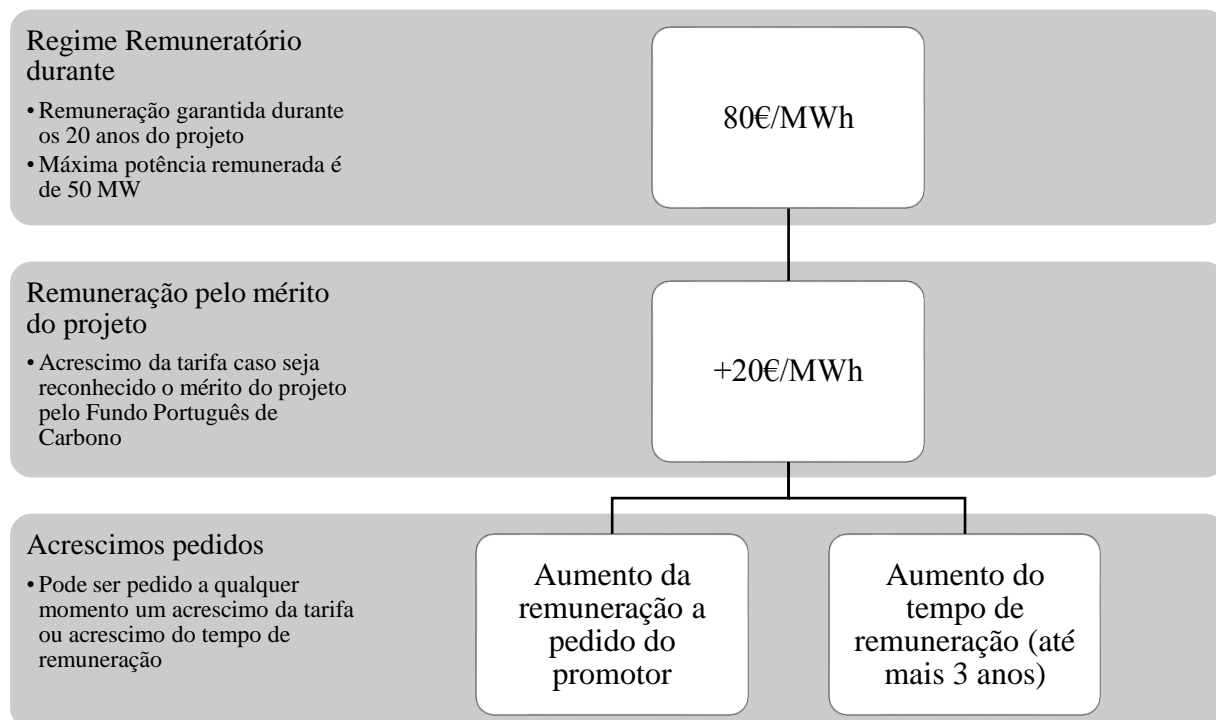 Regime Remuneratório
durante
• Remuneração garantida durante
os 20 anos do projeto
• Máxima potência remunerada é
de 50 MW
80€/MWh
Remuneração pelo mérito
do projeto
• Acrescimo da tarifa caso seja
reconhecido o mérito do projeto
pelo Fundo Português de
Carbono
+20€/MWh
Acrescimos pedidos
• Pode ser pedido a qualquer
momento um acrescimo da tarifa
ou acrescimo do tempo de
remuneração
Aumento da
remuneração a
pedido do
promotor
Aumento do
tempo de
remuneração (até
mais 3 anos)